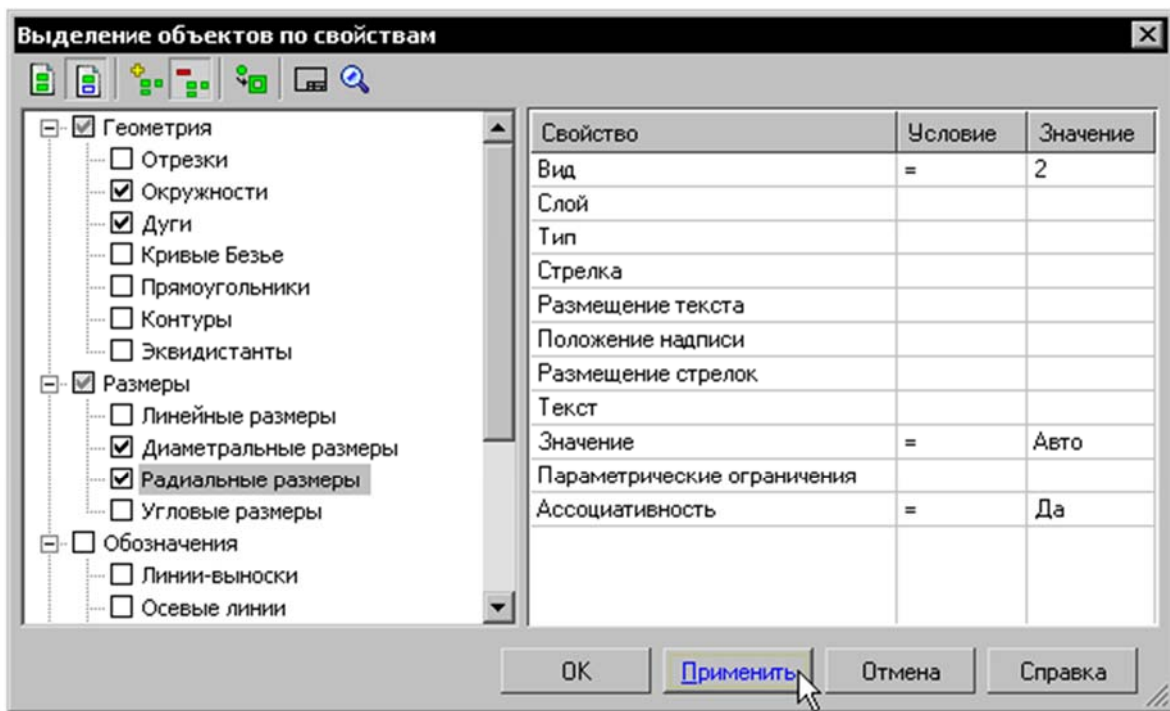 Выделение объектов по свойствам
Геометрия
Отрезки
Окружности
Дуги
Кривые Безье
Прямоугольники
Контуры
Эквидистанты
Размеры
Линейные размеры
Диаметральные размеры
Радиальные размеры
Угловые размеры
Обозначения
Линии-выноски
Осевые линии
Свойство Условие Значение
Вид = 2
Слой
Тип
Стрелка
Размещение текста
Положение надписи
Размещение стрелок
Текст
Значение = Авто
Параметрические ограничения
Ассоциативность = Да
OK Применить Отмена Справка